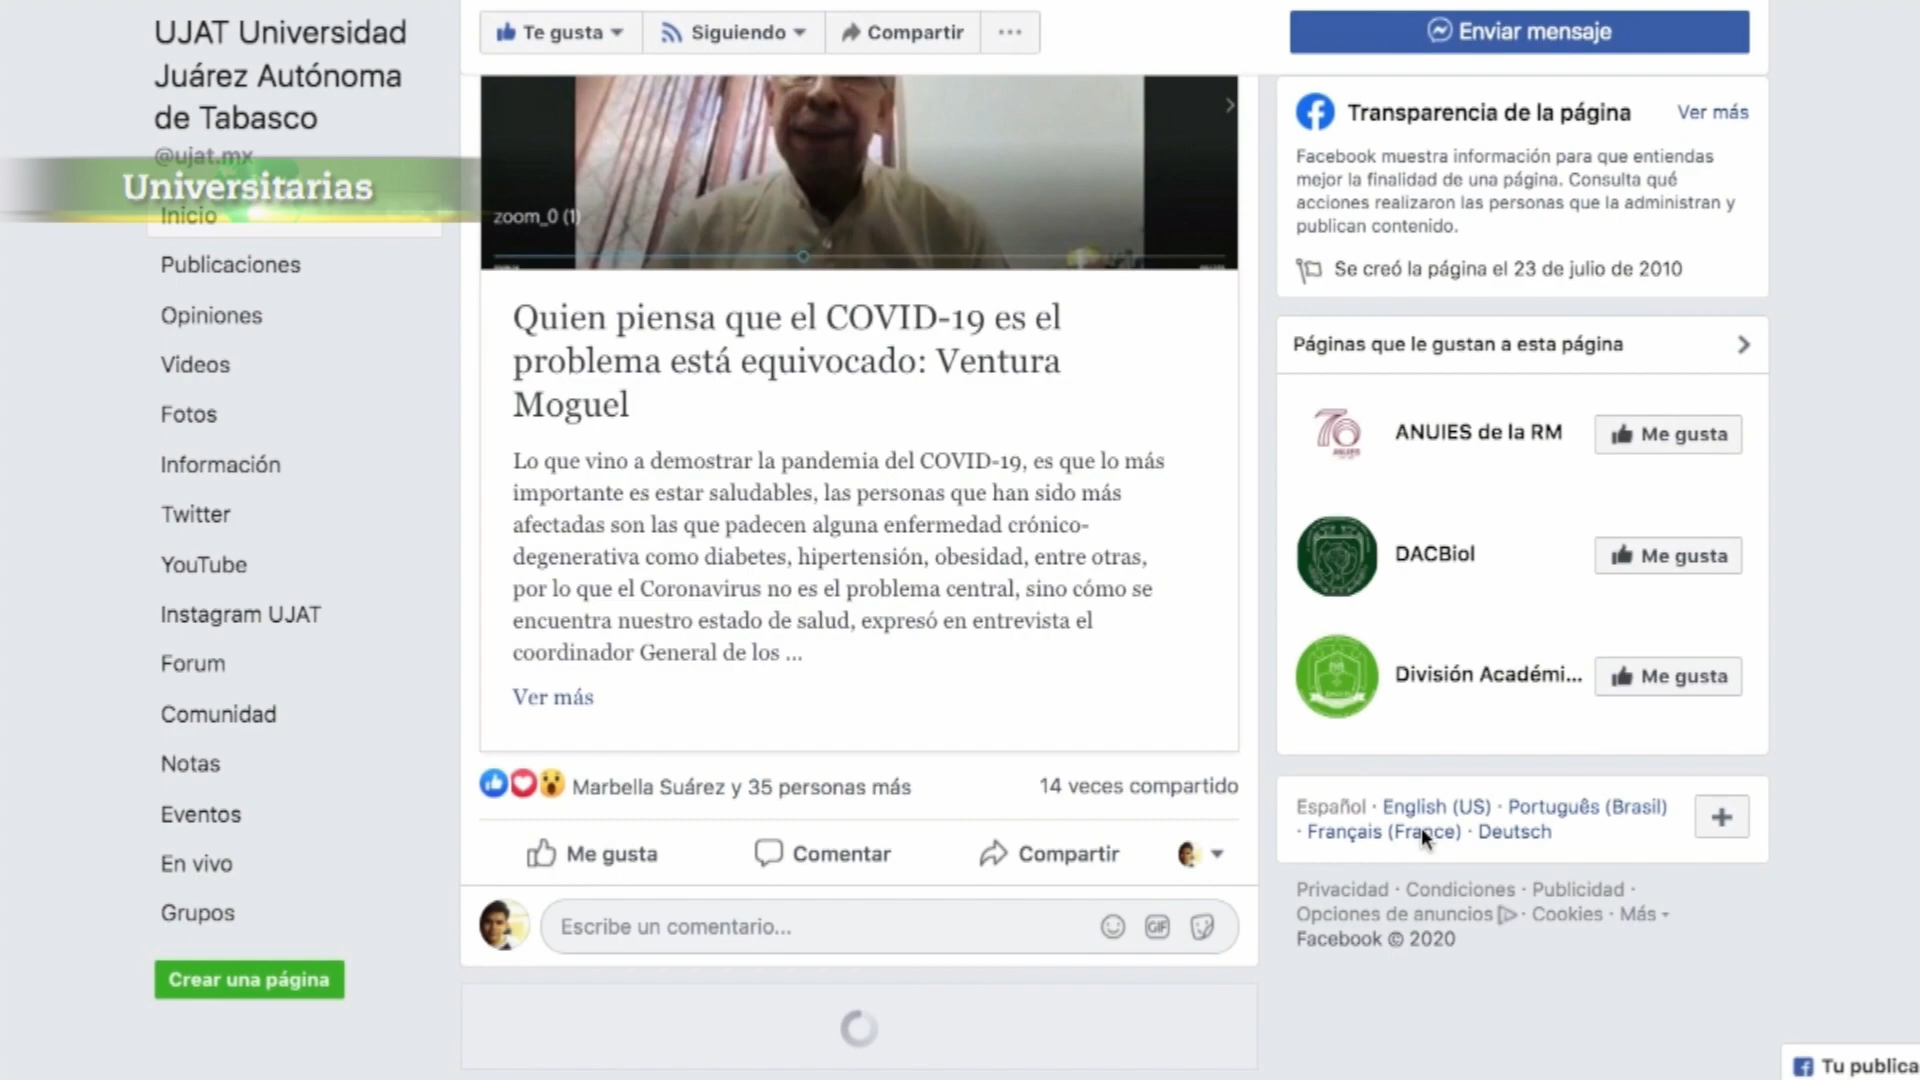 UJAT Universidad
Juárez Autónoma
de Tabasco
@ujat.mx
Universitarias
Inicio
Publicaciones
Opiniones
Videos
Fotos
Información
Twitter
YouTube
Instagram UJAT
Forum
Comunidad
Notas
Eventos
En vivo
Grupos
Crear una página
Te gusta
Siguiendo
Compartir
zoom_0 (1)
Quien piensa que el COVID-19 es el
problema está equivocado: Ventura
Moguel
Lo que vino a demostrar la pandemia del COVID-19, es que lo más
importante es estar saludables, las personas que han sido más
afectadas son las que padecen alguna enfermedad crónico-
degenerativa como diabetes, hipertensión, obesidad, entre otras,
por lo que el Coronavirus no es el problema central, sino cómo se
encuentra nuestro estado de salud, expresó en entrevista el
coordinador General de los ...
Ver más
Marbella Suárez y 35 personas más
14 veces compartido
Me gusta
Comentar
Compartir
Escribe un comentario...
GIF
Enviar mensaje
Transparencia de la página
Ver más
Facebook muestra información para que entiendas
mejor la finalidad de una página. Consulta qué
acciones realizaron las personas que la administran y
publican contenido.
Se creó la página el 23 de julio de 2010
Páginas que le gustan a esta página
70
ANUIES
ANUIES de la RM
Me gusta
DACBiol
Me gusta
División Académi...
Me gusta
Español · English (US) · Português (Brasil)
· Français (France) · Deutsch
Privacidad · Condiciones · Publicidad ·
Opciones de anuncios · Cookies · Más
Facebook © 2020
Tu publica